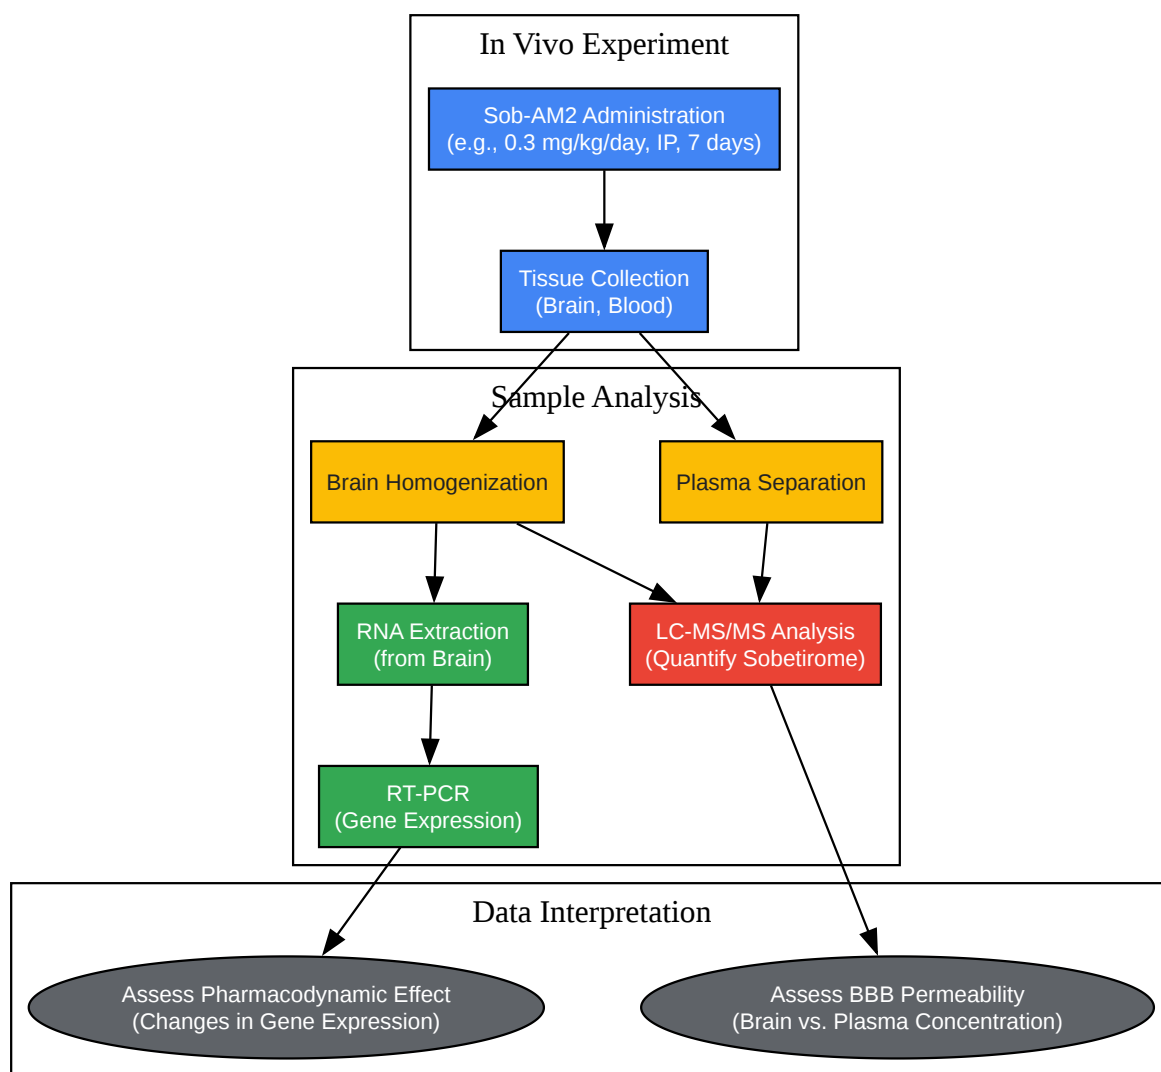 In Vivo Experiment
Sob-AM2 Administration
(e.g., 0.3 mg/kg/day, IP, 7 days)
Tissue Collection
(Brain, Blood)
Sample Analysis
Brain Homogenization
Plasma Separation
RNA Extraction
(from Brain)
LC-MS/MS Analysis
(Quantify Sobetirome)
RT-PCR
(Gene Expression)
Data Interpretation
Assess Pharmacodynamic Effect
(Changes in Gene Expression)
Assess BBB Permeability
(Brain vs. Plasma Concentration)